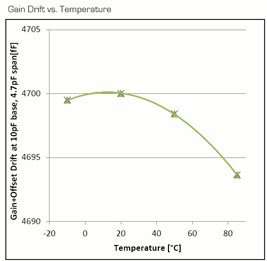 Gain Drift vs. Temperature
4705
4700
4695
4690
-20 0 20 40 60 80
Gain+Offset Drift at 10pF base, 4.7pF span[fF]
Temperature [°C]